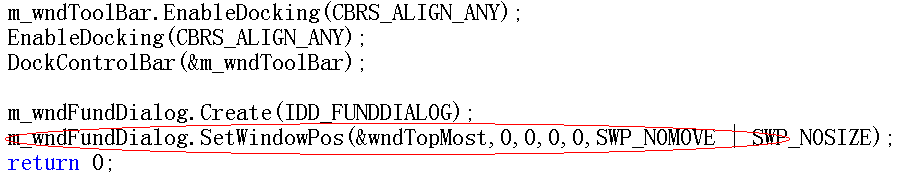 m_wndToolBar.EnableDocking(CBRS_ALIGN_ANY);
EnableDocking(CBRS_ALIGN_ANY);
DockControlBar(&m_wndToolBar);
m_wndFundDialog.Create(IDD_FUNDDIALOG);
m_wndFundDialog.SetWindowPos(&wndTopMost,0,0,0,0,SWP_NOMOVE | SWP_NOSIZE);
return 0;